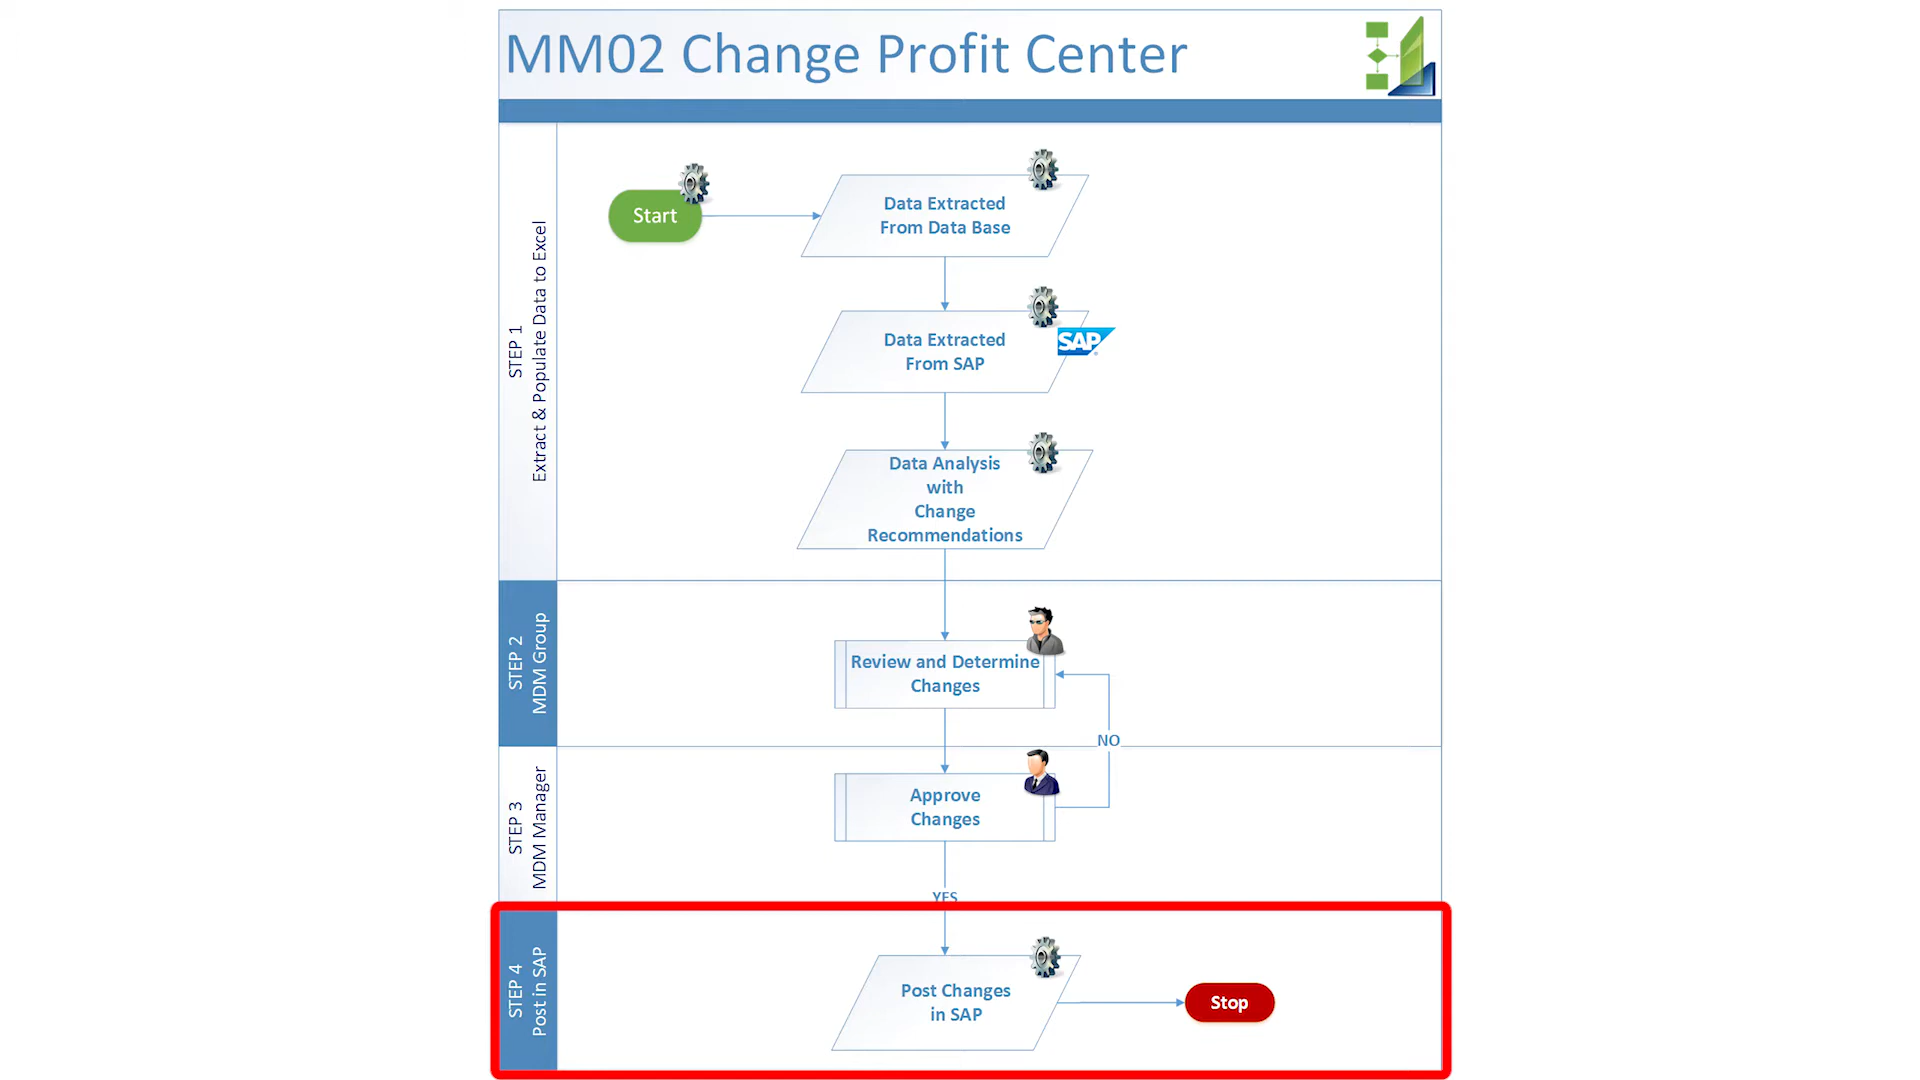 MM02 Change Profit Center
STEP 1
Extract & Populate Data to Excel
Start
Data Extracted
From Data Base
Data Extracted
From SAP
SAP
Data Analysis
with
Change
Recommendations
STEP 2
MDM Group
Review and Determine
Changes
NO
STEP 3
MDM Manager
Approve
Changes
YES
STEP 4
Post in SAP
Post Changes
in SAP
Stop